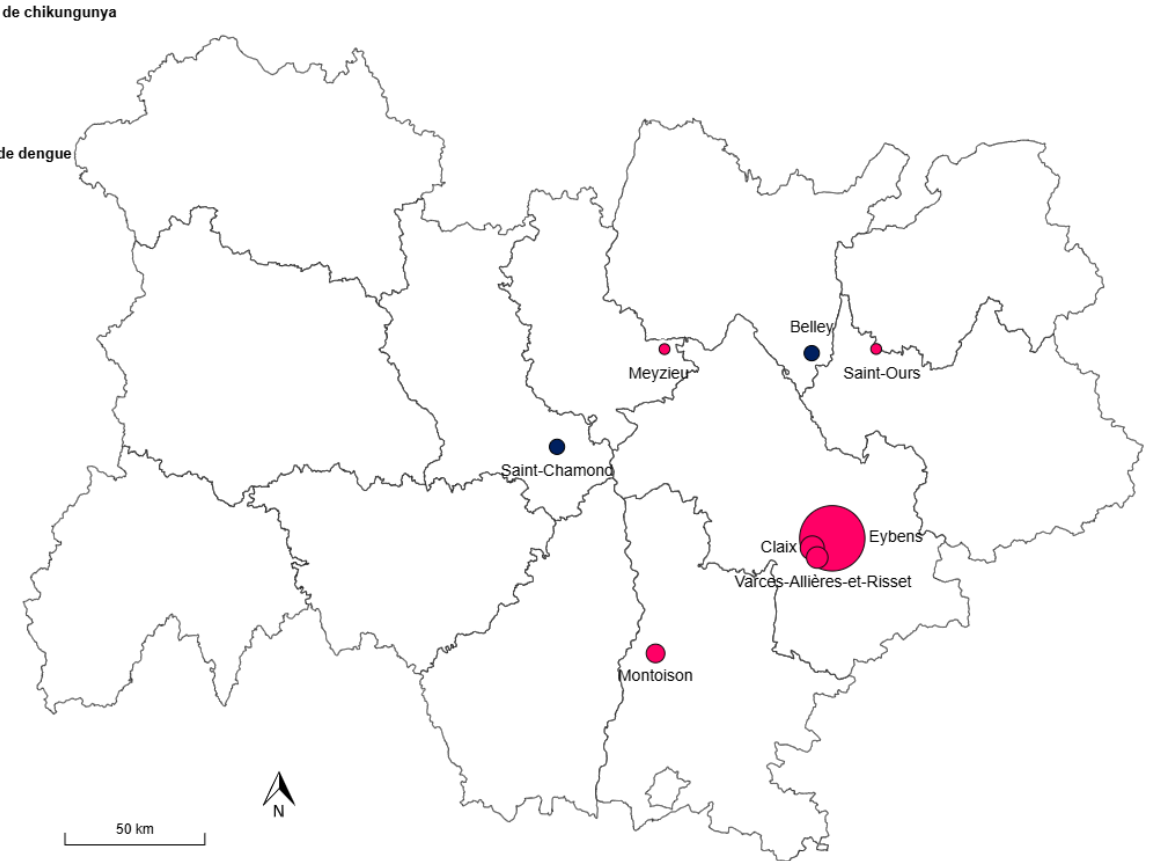 de chikungunya
de dengue
Belley
Meyzieu
Saint-Ours
Saint-Chamond
Eybens
Claix
Varces-Allières-et-Risset
Montoison
N
50 km